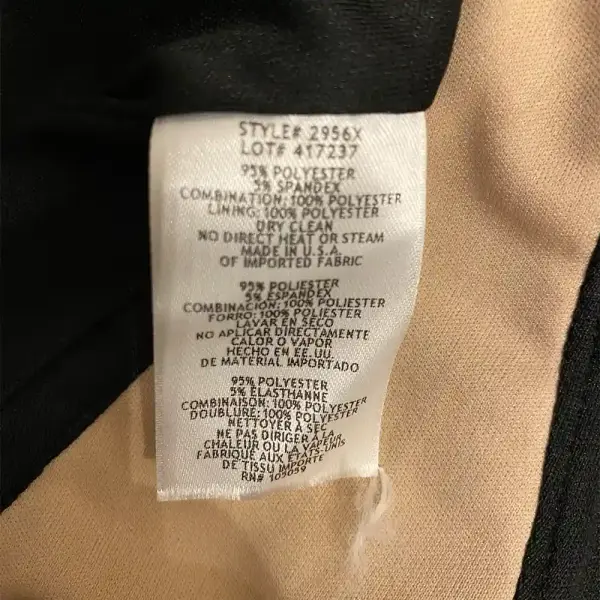 STYLE# 2956X
LOT# 417237
95% POLYESTER
5% SPANDEX
COMBINATION: 100% POLYESTER
LINING: 100% POLYESTER
DRY CLEAN
NO DIRECT HEAT OR STEAM
MADE IN U.S.A.
OF IMPORTED FABRIC
95% POLIESTER
5% ESPANDEX
COMBINACION: 100% POLIESTER
FORRO: 100% POLIESTER
LAVAR EN SECO
NO APLICAR DIRECTAMENTE
CALOR O VAPOR
HECHO EN EE.UU.
DE MATERIAL IMPORTADO
95% POLYESTER
5% ELASTHANNE
COMBINAISON: 100% POLYESTER
DOUBLURE: 100% POLYESTER
NETTOYER A SEC
NE PAS DIRIGER A LA
CHALEUR OU LA VAPEUR
FABRIQUE AUX ETATS-UNIS
DE TISSU IMPORTE
RN# 105059